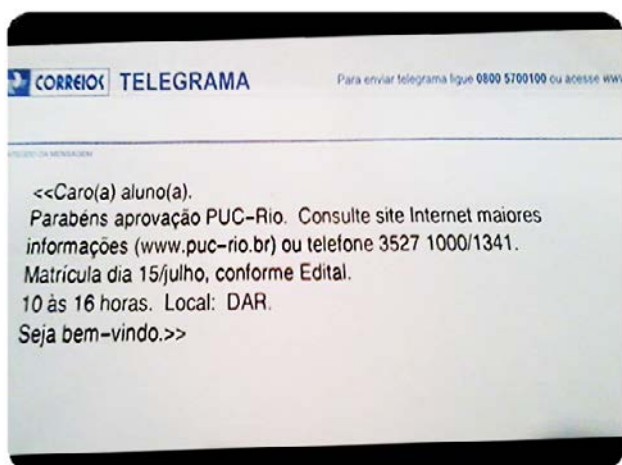 CORREIOS TELEGRAMA Para enviar telegrama ligue 0800 5700100 ou acesse www
<<Caro(a) aluno(a).
Parabéns aprovação PUC-Rio. Consulte site Internet maiores
informações (www.puc-rio.br) ou telefone 3527 1000/1341.
Matrícula dia 15/julho, conforme Edital.
10 às 16 horas. Local: DAR.
Seja bem-vindo.>>